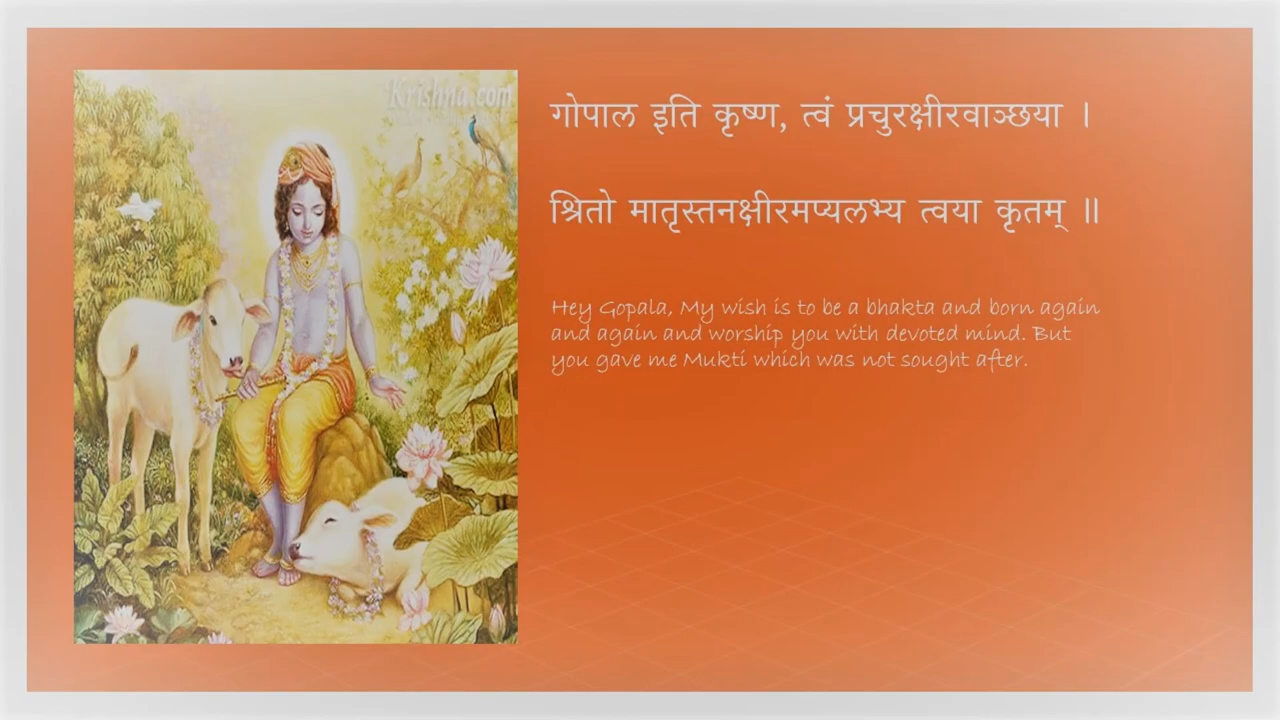 Krishna.com
गोपाल इति कृष्ण, त्वं प्रचुरक्षीरवाञ्छया ।
श्रितो मातृस्तनक्षीरमप्यलभ्य त्वया कृतम् ॥
Hey Gopala, My wish is to be a bhakta and born again
and again and worship you with devoted mind. But
you gave me Mukti which was not sought after.